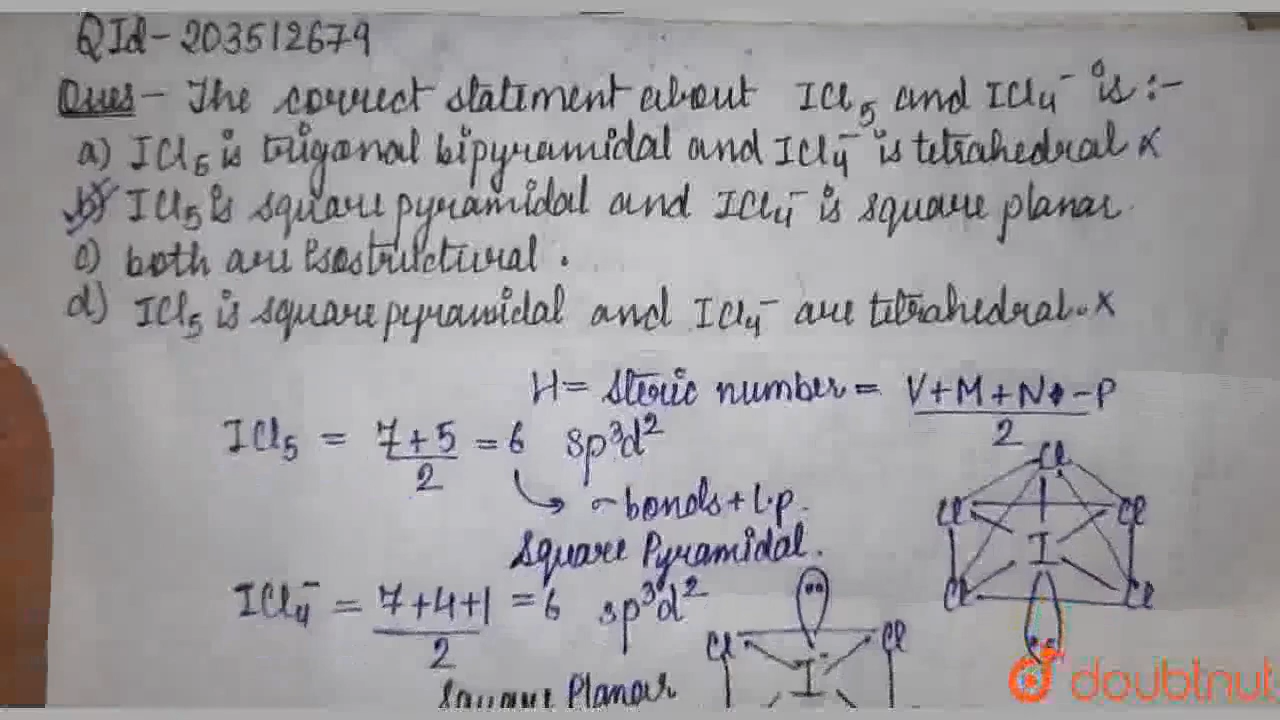 QId-203512679
Ques - The correct statement about ICl5 and ICl4⁻ is :-
a) ICl5 is trigonal bipyramidal and ICl4⁻ is tetrahedral x
b) ICl5 is square pyramidal and ICl4⁻ is square planar.
c) both are isostructural .
d) ICl5 is square pyramidal and ICl4⁻ are tetrahedral. x
H = Steric number = V+M+N-P
2
ICl5 = 7+5 = 6 sp³d²
2
σ bonds + l.p.
Square Pyramidal.
Cl
Cl Cl
I
Cl Cl
ICl4⁻ = 7+4+1 = 6 sp³d²
2
Square Planar
Cl Cl
I⁻
doubtnut